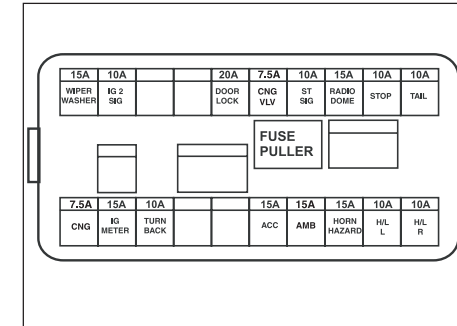 15A 10A 20A 7.5A 10A 15A 10A 10A
WIPER IG 2 DOOR CNG ST RADIO STOP TAIL
WASHER SIG LOCK VLV SIG DOME
FUSE
PULLER
7.5A 15A 10A 15A 15A 15A 10A 10A
CNG IG TURN ACC AMB HORN H/L H/L
METER BACK HAZARD L R